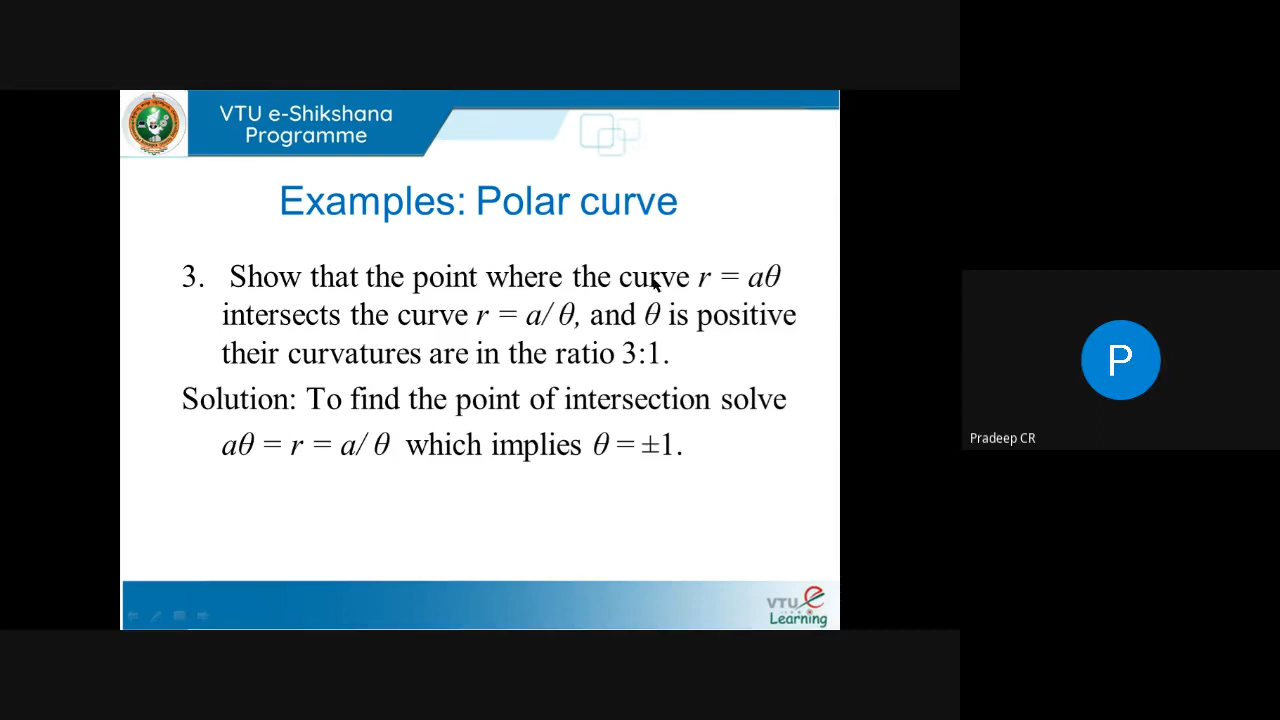 VTU e-Shikshana
Programme
Examples: Polar curve
3. Show that the point where the curve r = aθ
intersects the curve r = a/ θ, and θ is positive
their curvatures are in the ratio 3:1.
Solution: To find the point of intersection solve
aθ = r = a/ θ which implies θ = ±1.
P
Pradeep CR
VTU e
Learning